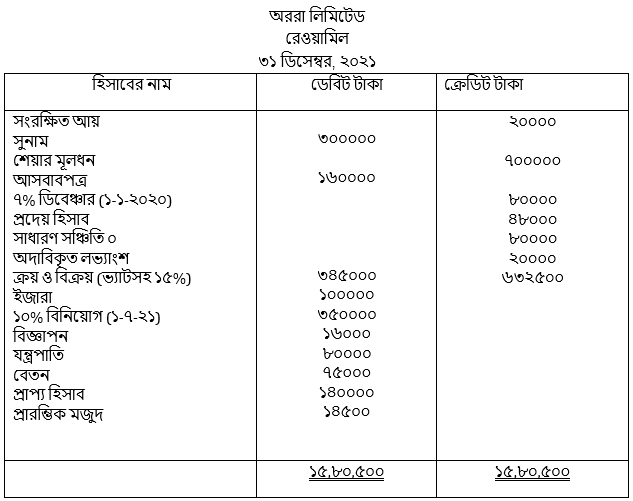 অররা লিমিটেড
রেওয়ামিল
৩১ ডিসেম্বর, ২০২১
হিসাবের নাম ডেবিট টাকা ক্রেডিট টাকা
সংরক্ষিত আয় ২০০০০
সুনাম ৩০০০০০
শেয়ার মূলধন ৭০০০০০
আসবাবপত্র ১৬০০০০
৭% ডিবেঞ্চার (১-১-২০২০) ৮০০০০
প্রদেয় হিসাব ৪৮০০০
সাধারণ সঞ্চিতি ০ ৮০০০০
অদাবিকৃত লভ্যাংশ ২০০০০
ক্রয় ও বিক্রয় (ভ্যাটসহ ১৫%) ৩৪৫০০০ ৬৩২৫০০
ইজারা ১০০০০০
১০% বিনিয়োগ (১-৭-২১) ৩৫০০০০
বিজ্ঞাপন ১৬০০০
যন্ত্রপাতি ৮০০০০
বেতন ৭৫০০০
প্রাপ্য হিসাব ১৪০০০০
প্রারম্ভিক মজুদ ১৪৫০০
১৫,৮০,৫০০ ১৫,৮০,৫০০